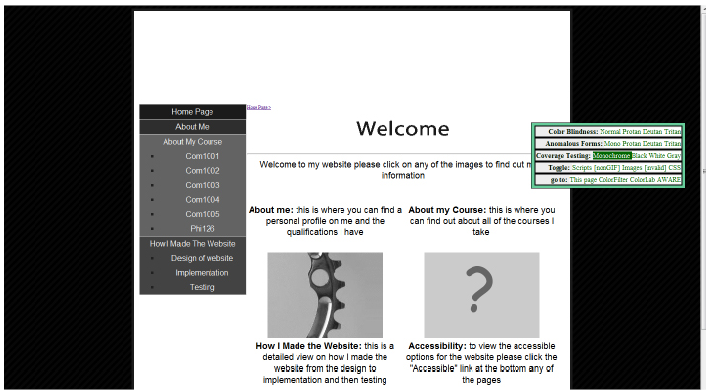 Home Page >
Home Page
About Me
About My Course
Com1001
Com1002
Com1003
Com1004
Com1005
Phi126
How I Made The Website
Design of website
Implementation
Testing
Welcome
Welcome to my website please click on any of the images to find out
information
About me: this is where you can find a
personal profile on me and the
qualifications I have
About my Course: this is where you
can find out about all of the courses I
take
How I Made the Website: this is a
detailed view on how I made the
website from the design to
implementation and then testing
Accessibility: to view the accessible
options for the website please click the
"Accessible" link at the bottom any of
the pages
Color Blindness: Normal Protan Deutan Tritan
Anomalous Forms: Mono Protan Deutan Tritan
Coverage Testing: Monochrome Black White Gray
Toggle: Scripts [nonGIF] Images [invalid] CSS
go to: This page ColorFilter ColorLab AWARE